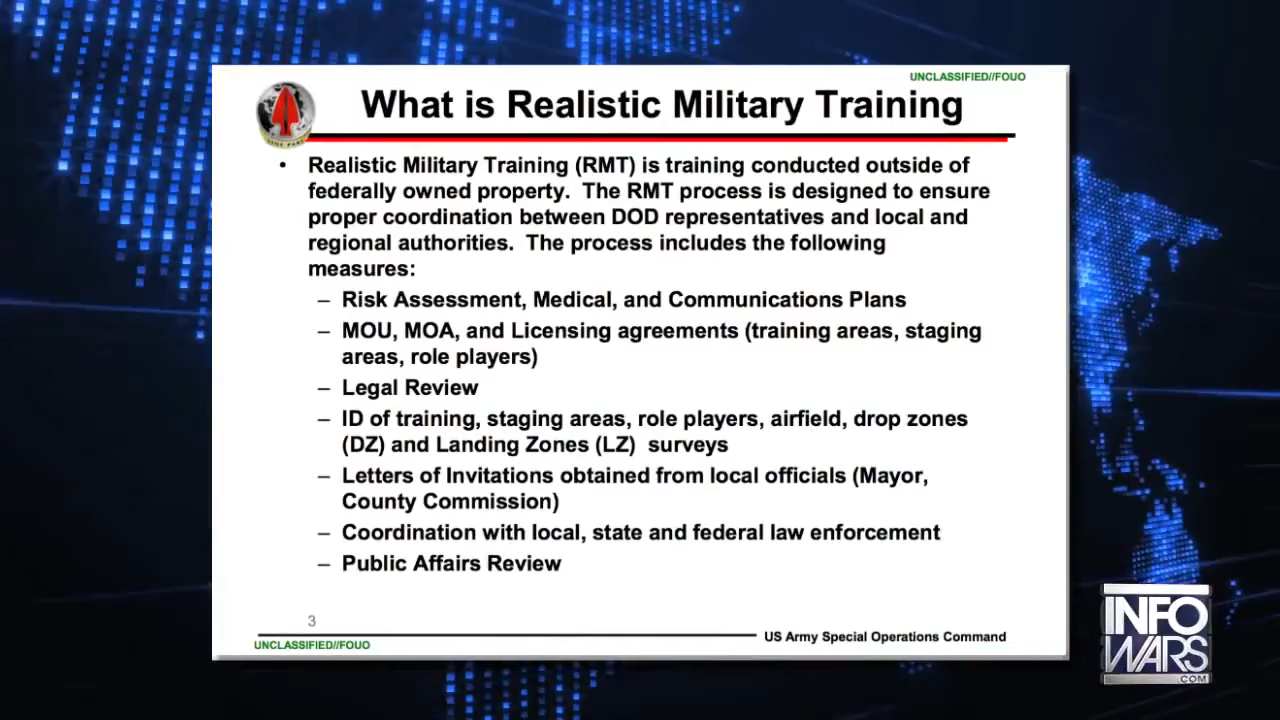 UNCLASSIFIED//FOUO
What is Realistic Military Training
• Realistic Military Training (RMT) is training conducted outside of
federally owned property. The RMT process is designed to ensure
proper coordination between DOD representatives and local and
regional authorities. The process includes the following
measures:
– Risk Assessment, Medical, and Communications Plans
– MOU, MOA, and Licensing agreements (training areas, staging
areas, role players)
– Legal Review
– ID of training, staging areas, role players, airfield, drop zones
(DZ) and Landing Zones (LZ) surveys
– Letters of Invitations obtained from local officials (Mayor,
County Commission)
– Coordination with local, state and federal law enforcement
– Public Affairs Review
3
US Army Special Operations Command
UNCLASSIFIED//FOUO
INFO
WARS
.COM